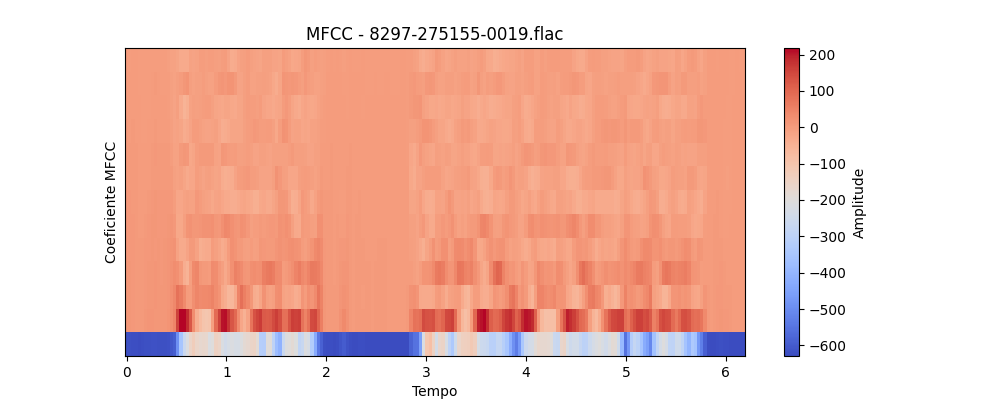 MFCC - 8297-275155-0019.flac
Coeficiente MFCC
0 1 2 3 4 5 6
Tempo
200
100
0
−100
−200
−300
−400
−500
−600
Amplitude